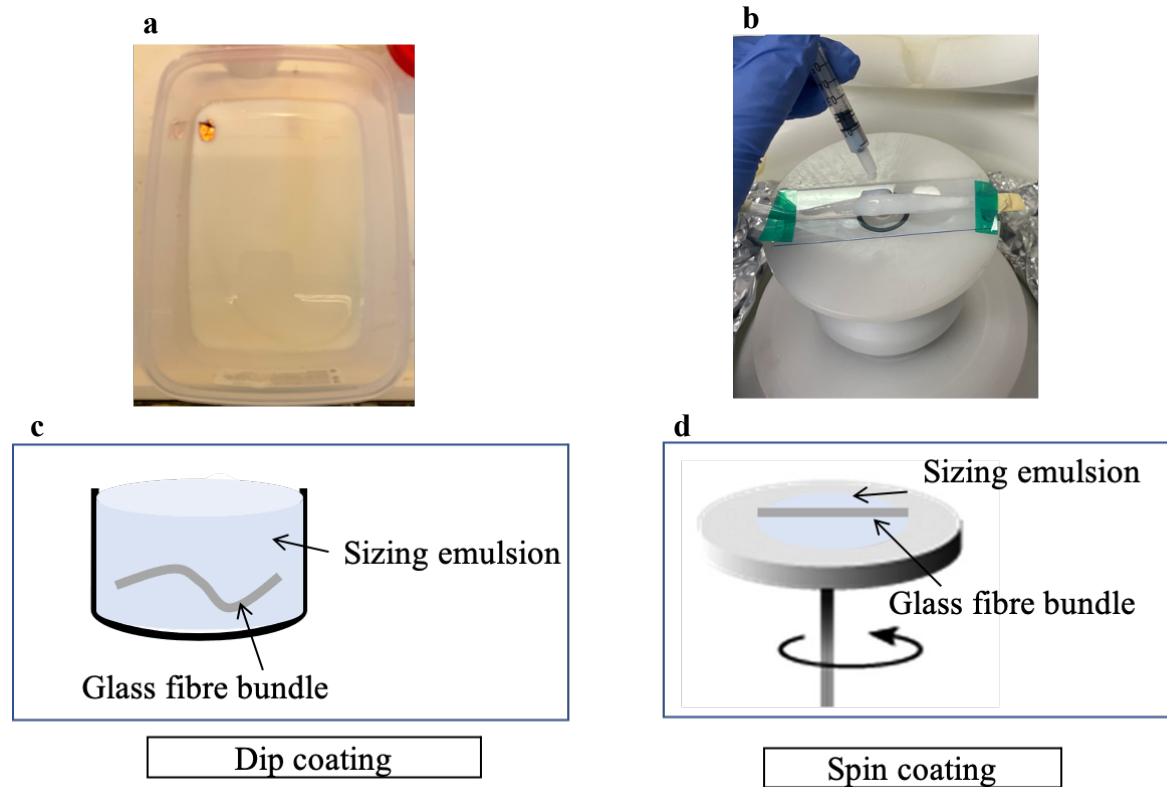 a
b
c
d
Sizing emulsion
Glass fibre bundle
Sizing emulsion
Glass fibre bundle
Dip coating
Spin coating